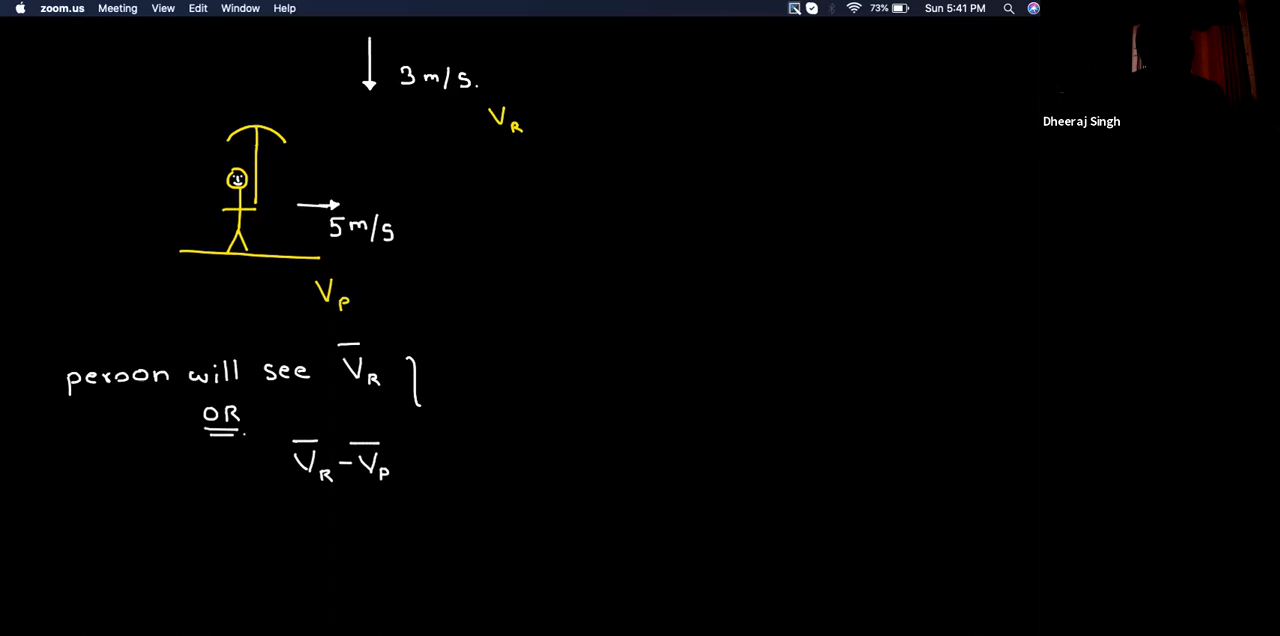 zoom.us Meeting View Edit Window Help 73% Sun 5:41 PM
3 m/s.
V_R
Dheeraj Singh
5 m/s
V_P
person will see V̅_R }
OR.
V̅_R - V̅_P